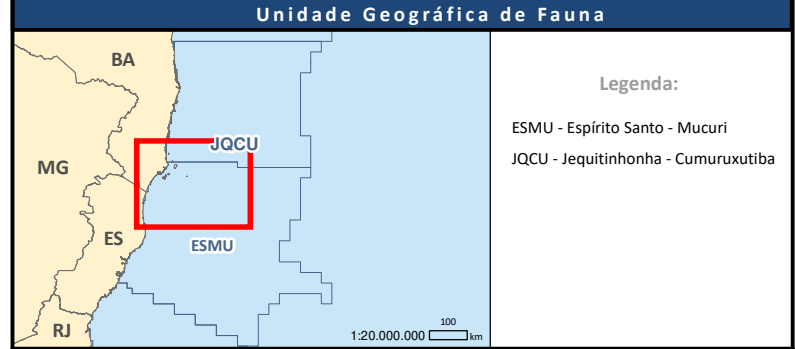 Unidade Geográfica de Fauna
BA
MG
JQCU
ES
ESMU
RJ
100
1:20.000.000 km
Legenda:
ESMU - Espírito Santo - Mucuri
JQCU - Jequitinhonha - Cumuruxutiba